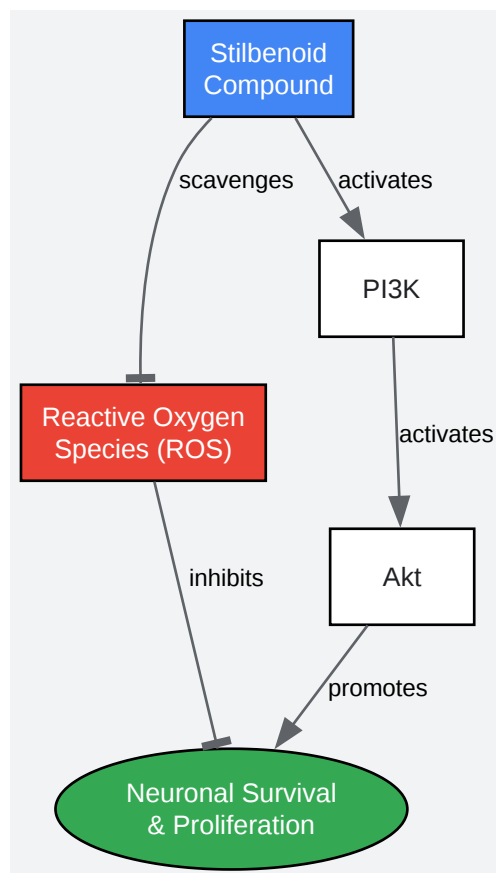 Stilbenoid
Compound
scavenges
activates
PI3K
Reactive Oxygen
Species (ROS)
activates
inhibits
Akt
promotes
Neuronal Survival
& Proliferation